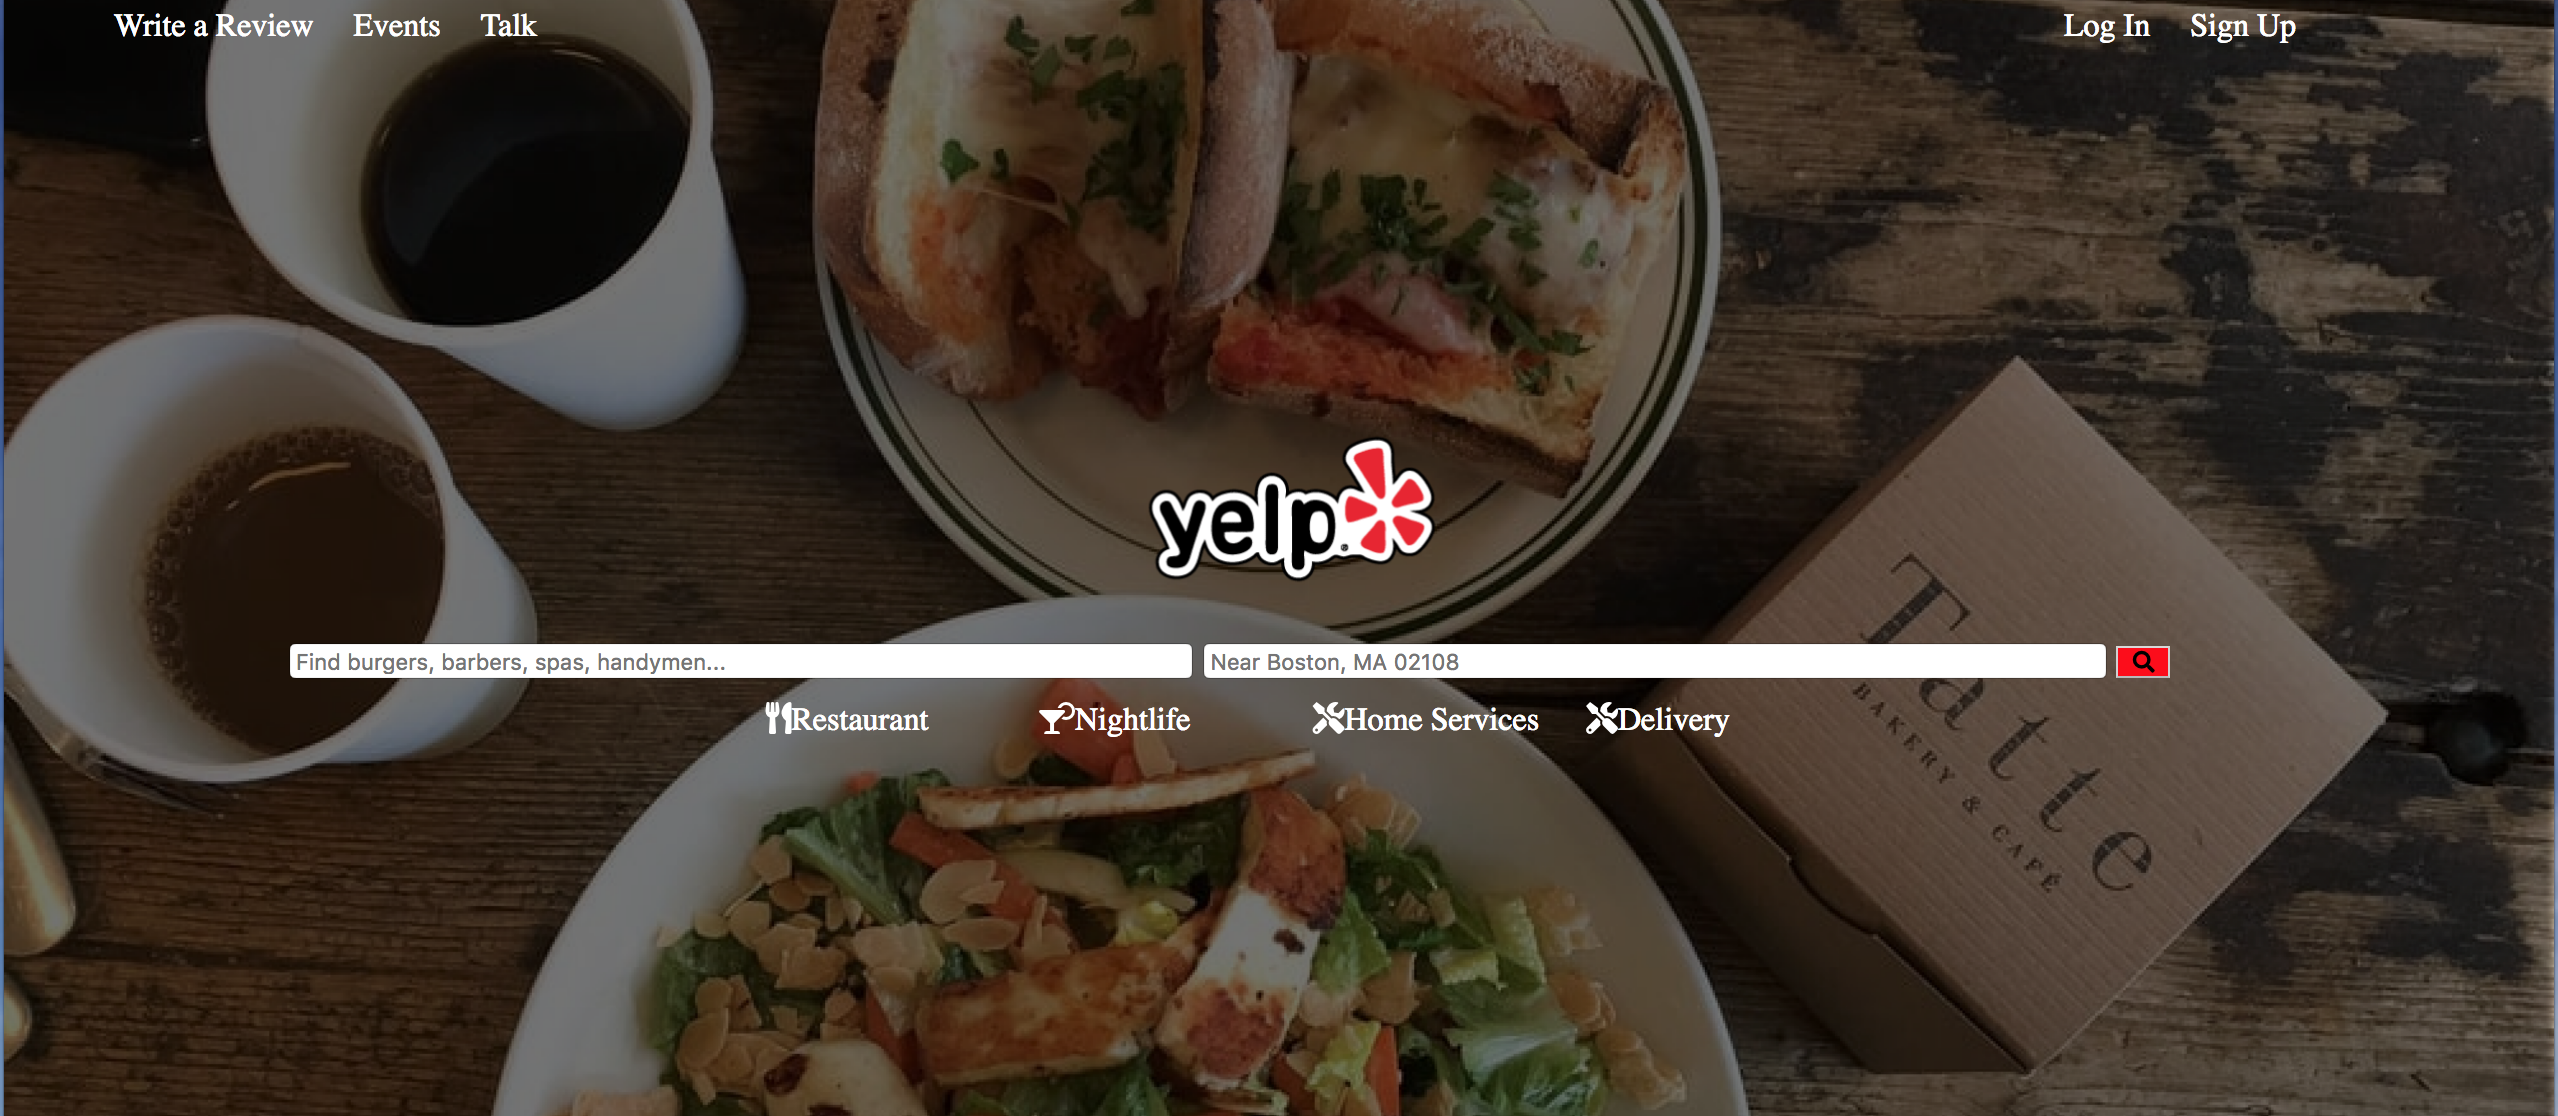 Write a Review Events Talk Log In Sign Up
yelp
Find burgers, barbers, spas, handymen...
Near Boston, MA 02108
Restaurant Nightlife Home Services Delivery
Tatte
BAKERY & CAFÉ